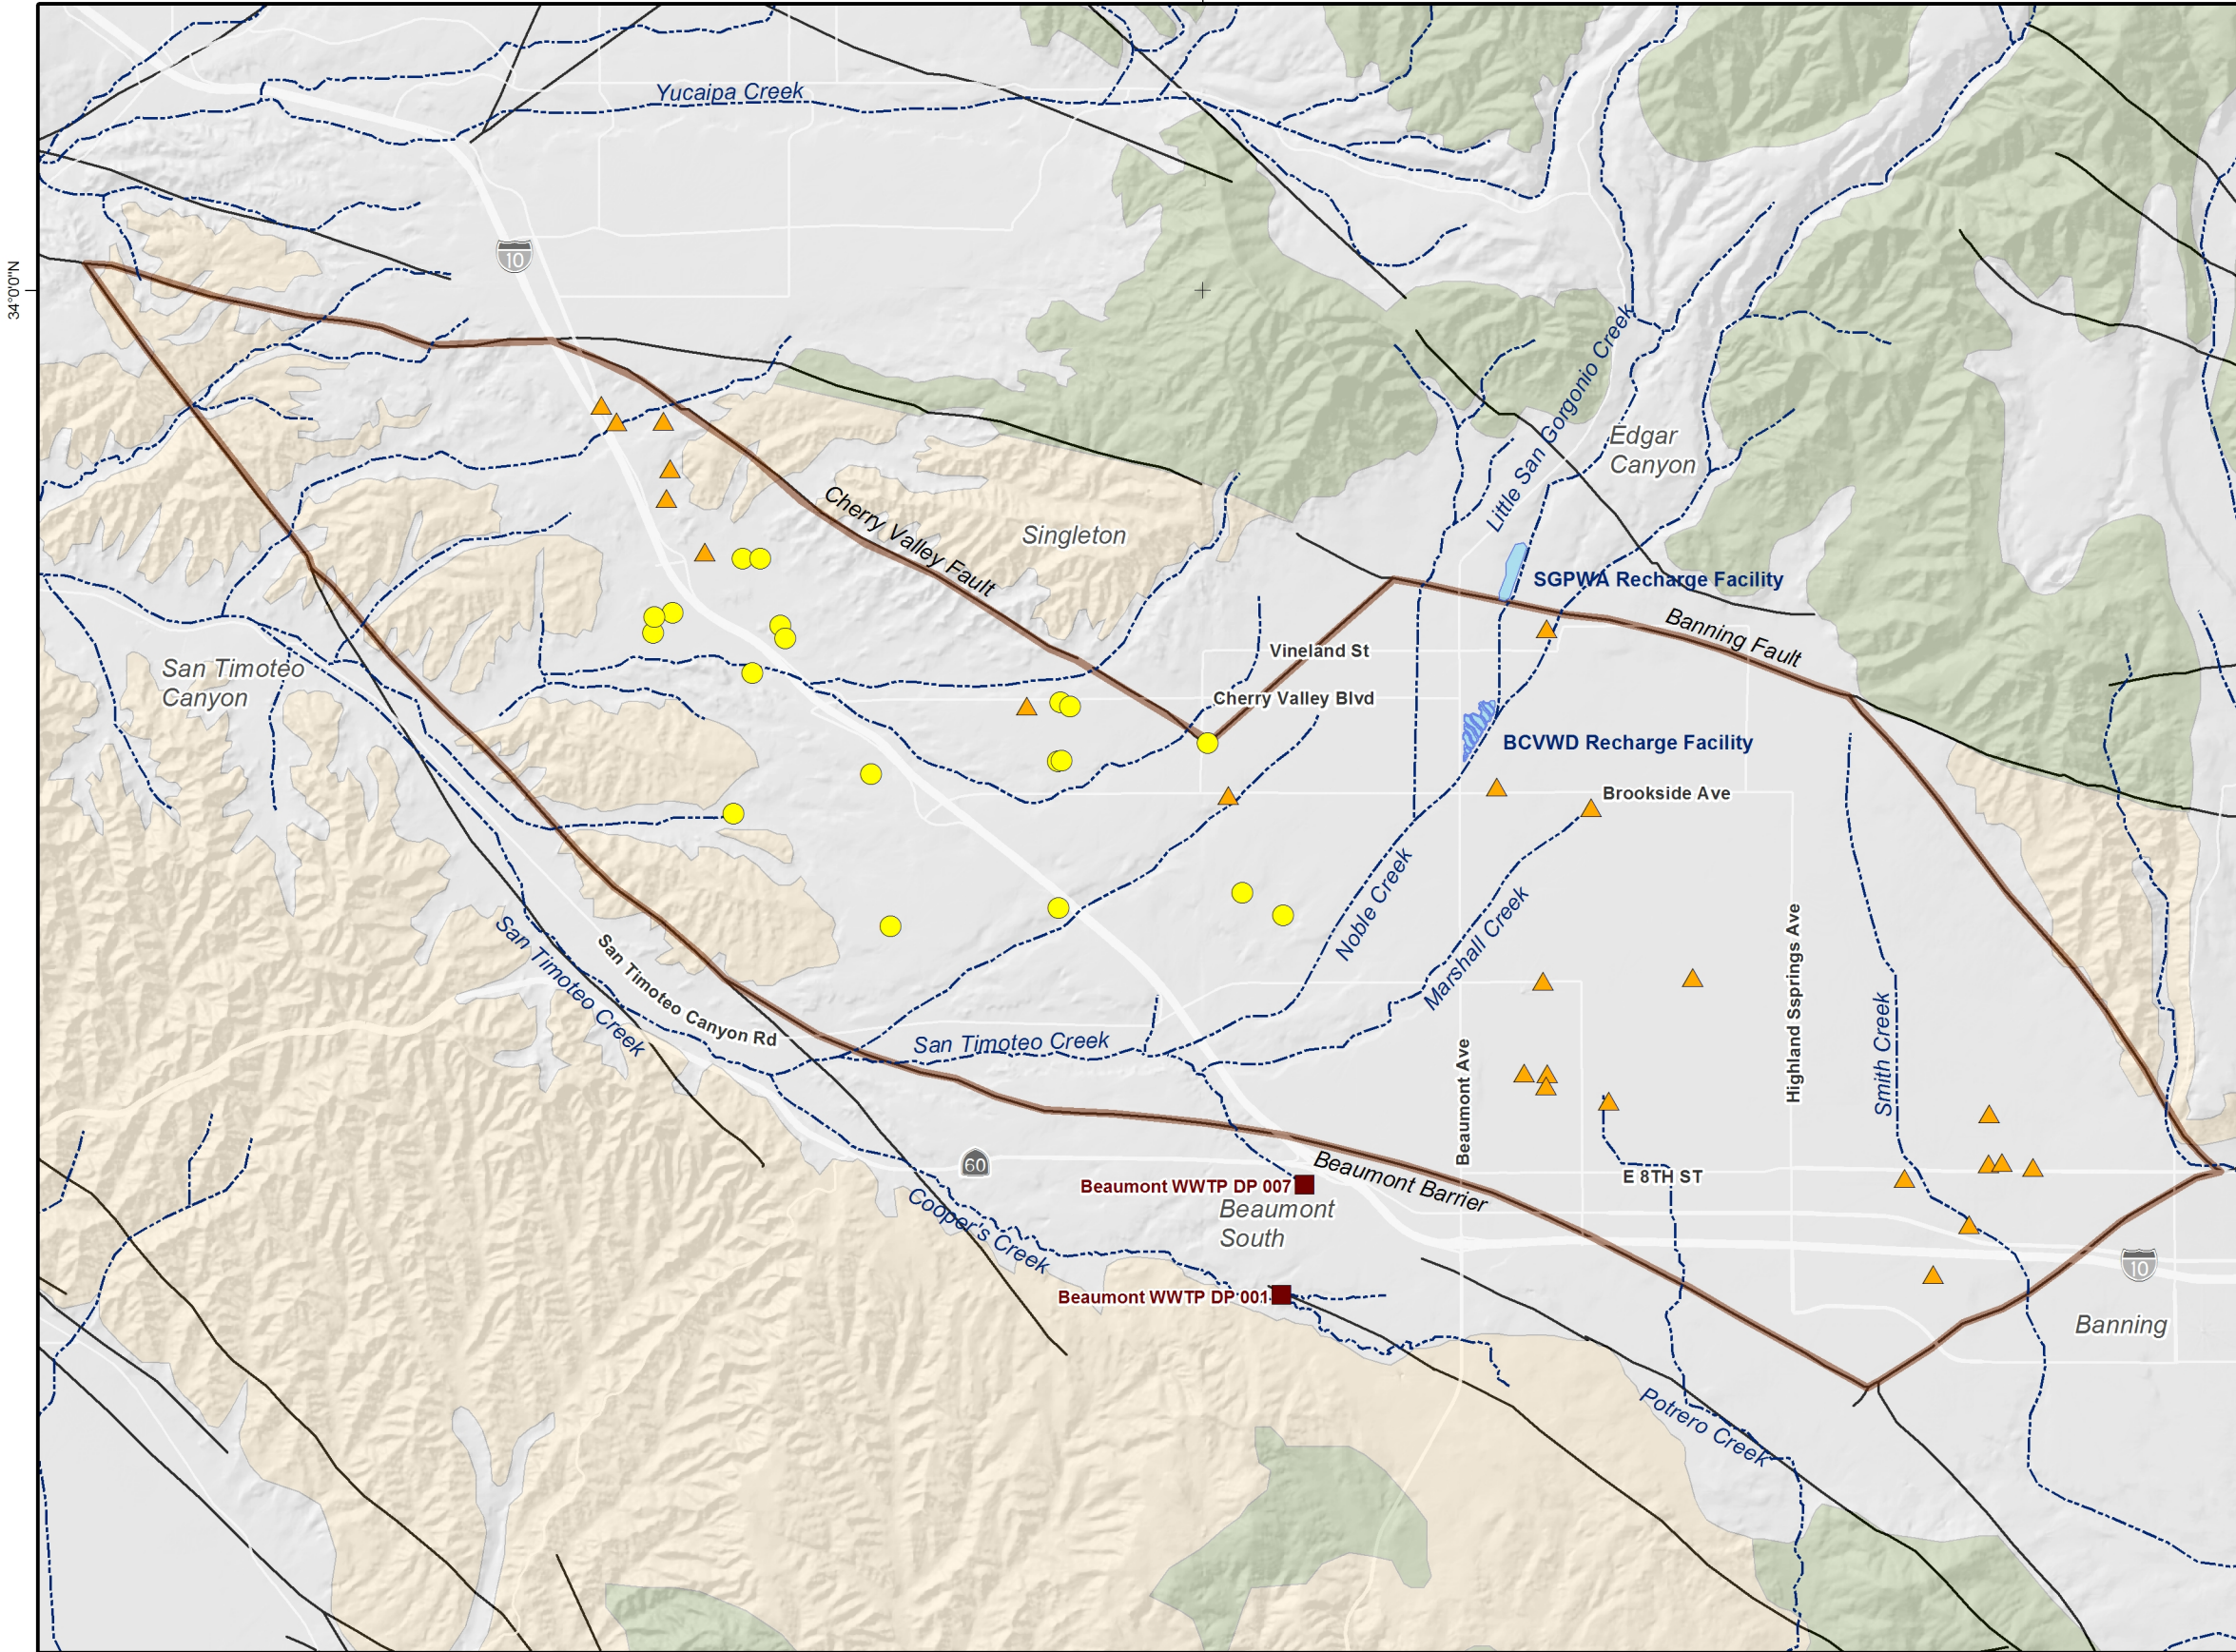 Yucaipa Creek
10
34°0'0"N
Little San Gorgonio Creek
Edgar
Canyon
Cherry Valley Fault
Singleton
SGPWA Recharge Facility
Banning Fault
Vineland St
San Timoteo
Canyon
Cherry Valley Blvd
BCVWD Recharge Facility
Brookside Ave
Noble Creek
Marshall Creek
Highland Ssprings Ave
San Timoteo Creek
San Timoteo Canyon Rd
San Timoteo Creek
Smith Creek
Beaumont Ave
60
Beaumont Barrier
E 8TH ST
Beaumont WWTP DP 007
Beaumont
South
Cooper's Creek
10
Beaumont WWTP DP 001
Banning
Potrero Creek